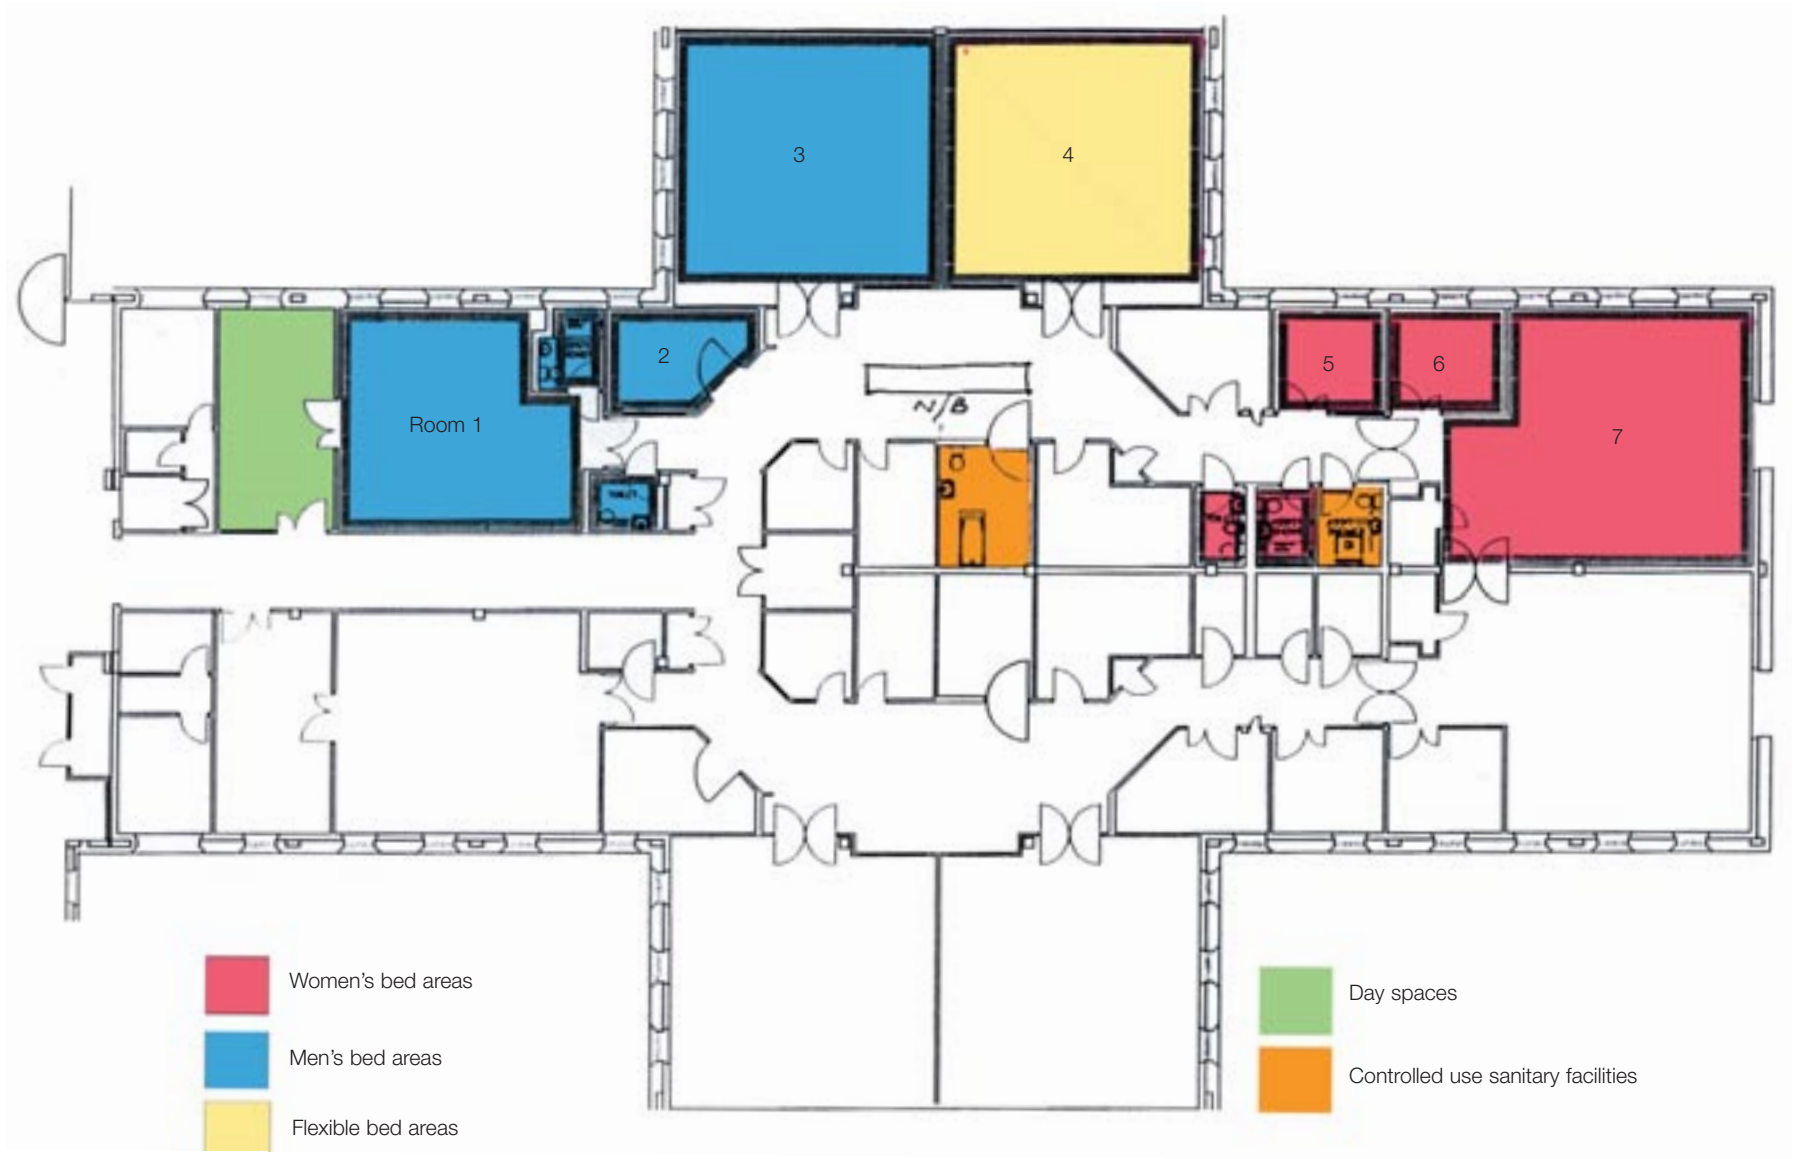 3
4
2
5
6
Room 1
7
N/B
TOILET
Women's bed areas
Men's bed areas
Flexible bed areas
Day spaces
Controlled use sanitary facilities